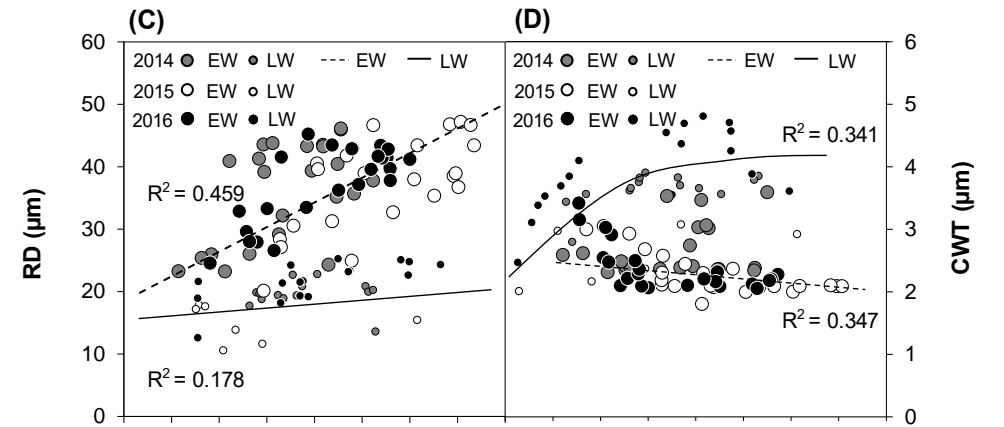 (C)
(D)
60
50
40
30
20
10
0
RD (µm)
2014 EW LW EW LW
2015 EW LW
2016 EW LW
R² = 0.459
R² = 0.178
2014 EW LW EW LW
2015 EW LW
2016 EW LW
R² = 0.341
R² = 0.347
6
5
4
3
2
1
0
CWT (µm)